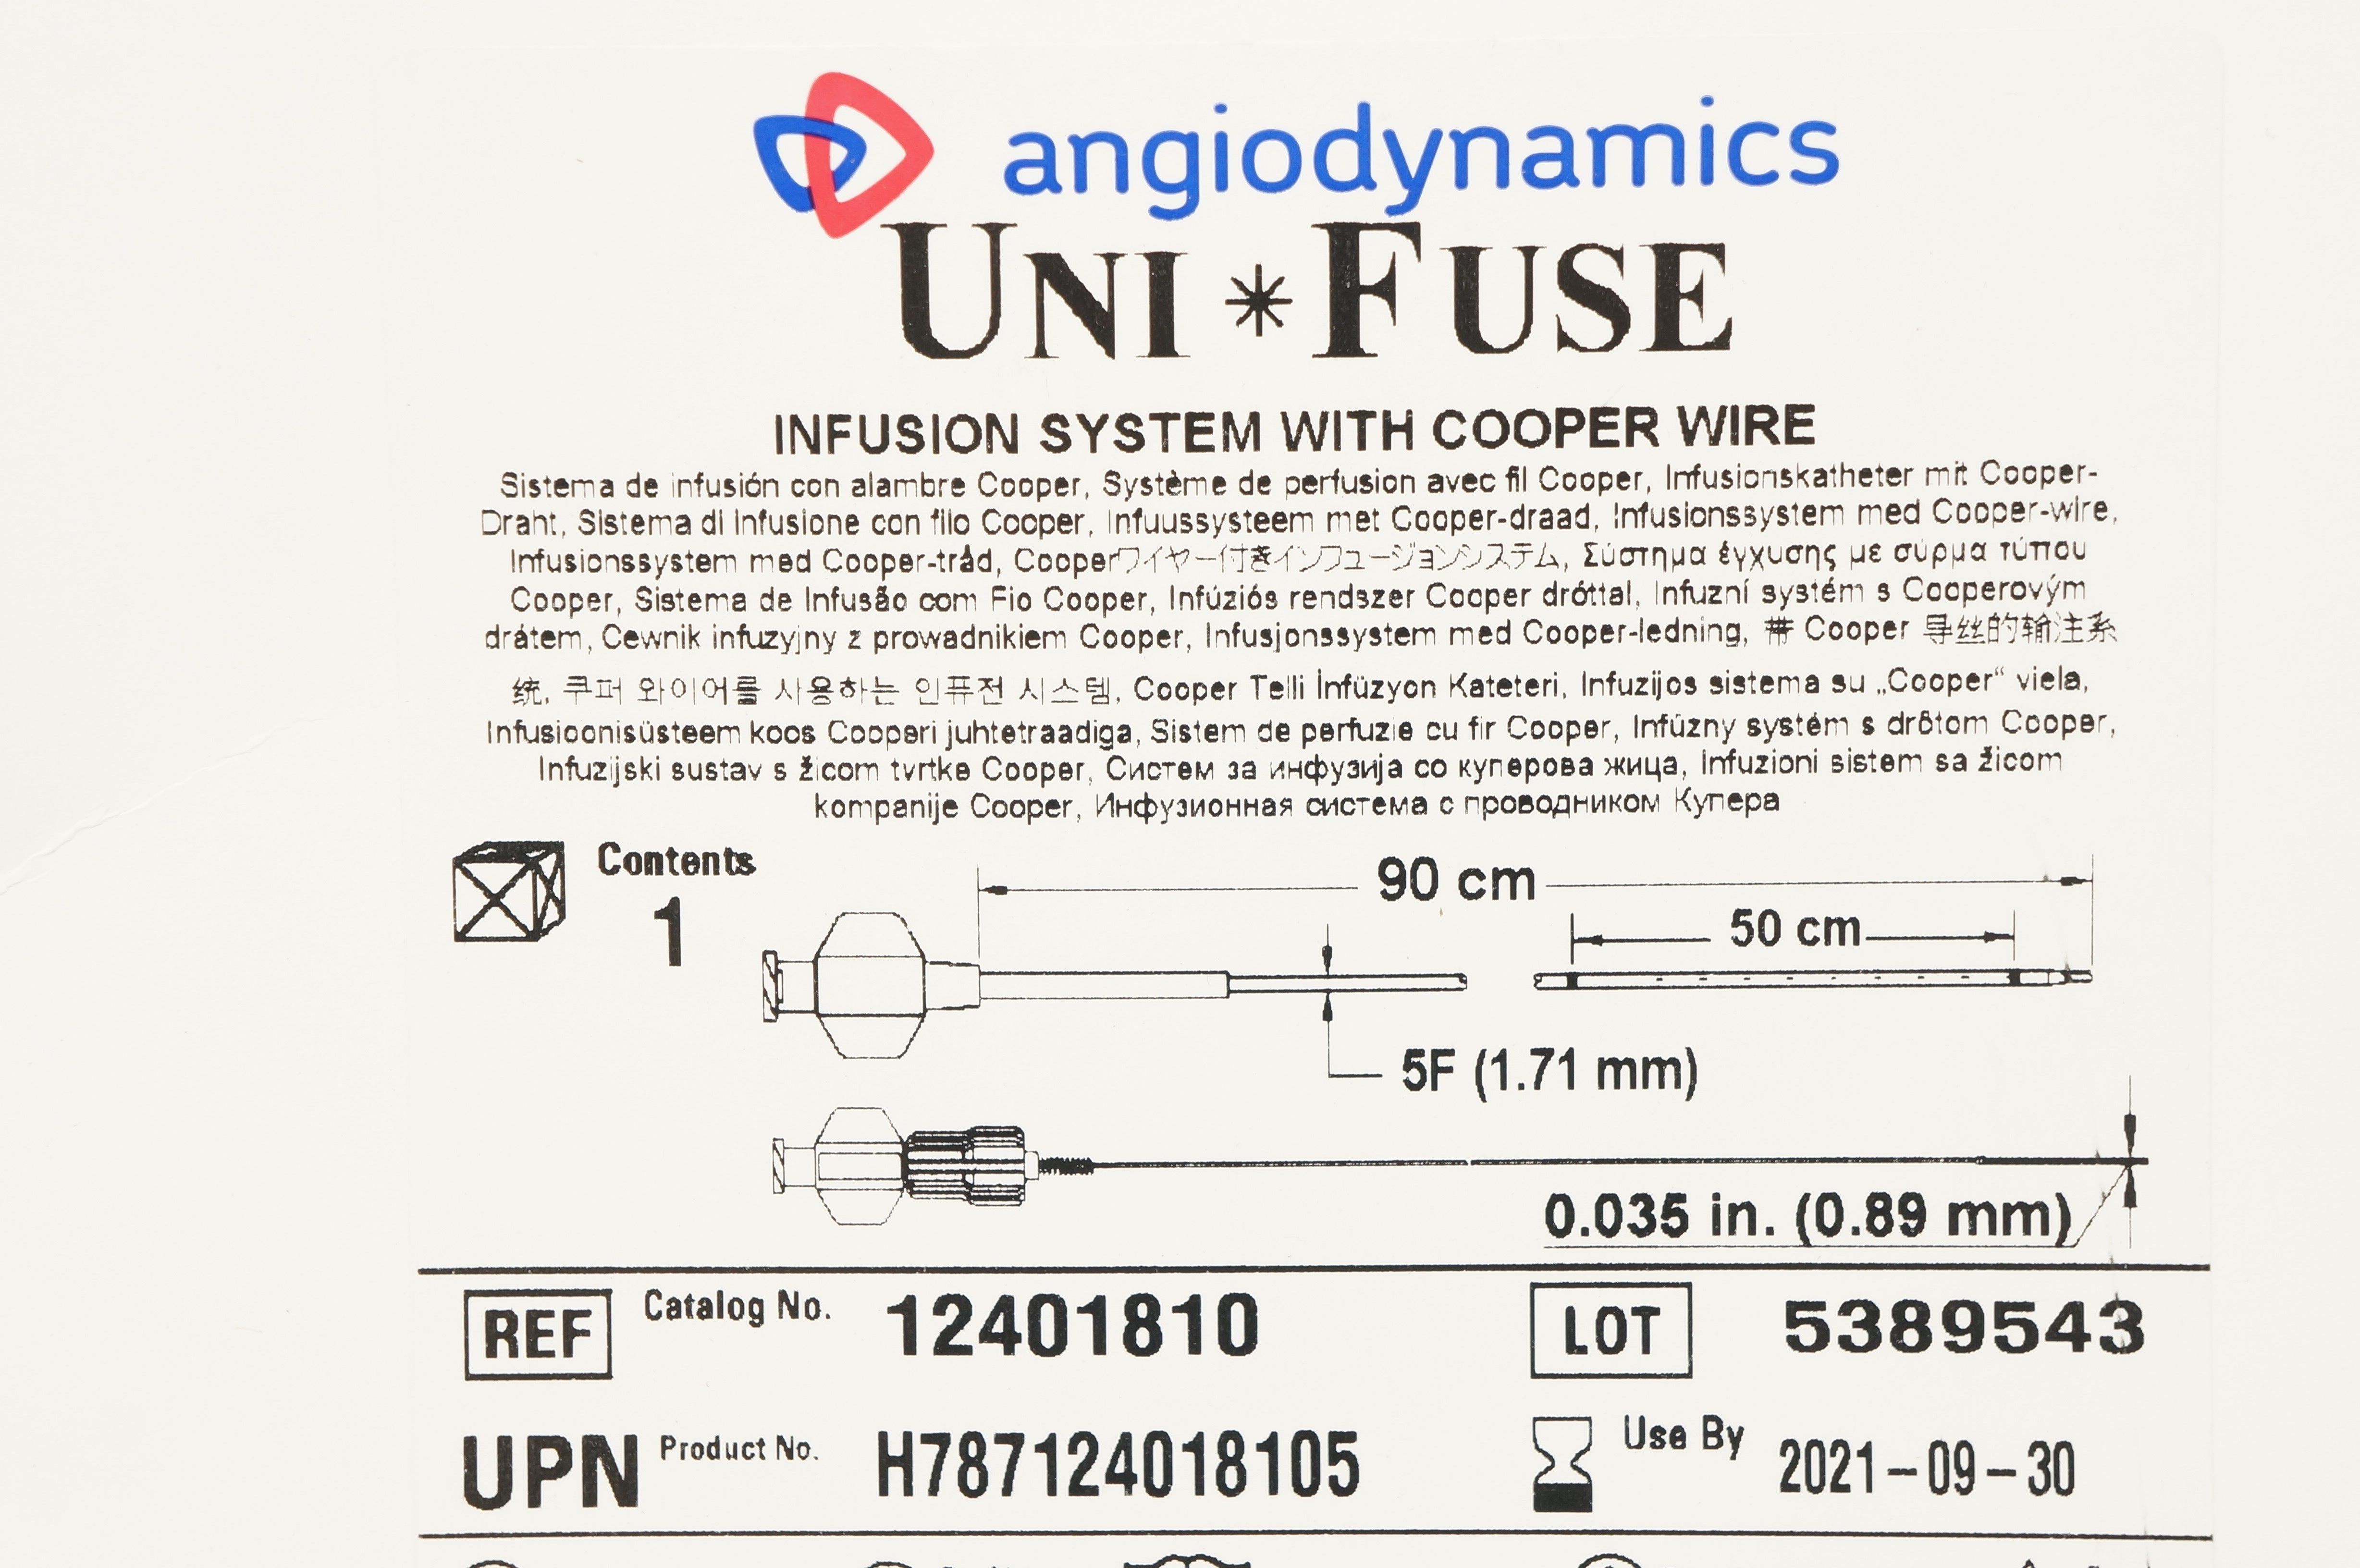 angiodynamics
UNI*FUSE
INFUSION SYSTEM WITH COOPER WIRE
Sistema de infusión con alambre Cooper, Système de perfusion avec fil Cooper, Infusionskatheter mit Cooper-
Draht, Sistema di infusione con filo Cooper, Infuussysteem met Cooper-draad, Infusionssystem med Cooper-wire,
Infusionssystem med Cooper-tråd, Cooperワイヤー付きインフュージョンシステム, Σύστημα έγχυσης με σύρμα τύπου
Cooper, Sistema de Infusão com Fio Cooper, Infúziós rendszer Cooper dróttal, Infuzní systém s Cooperovým
drátem, Cewnik infuzyjny z prowadnikiem Cooper, Infusjonssystem med Cooper-ledning, 带 Cooper 导丝的输注系
统, 쿠퍼 와이어를 사용하는 인퓨전 시스템, Cooper Telli İnfüzyon Kateteri, Infuzijos sistema su „Cooper“ viela,
Infusioonisüsteem koos Cooperi juhtetraadiga, Sistem de perfuzie cu fir Cooper, Infúzny systém s drôtom Cooper,
Infuzijski sustav s žicom tvrtke Cooper, Систем за инфузија со куперова жица, Infuzioni sistem sa žicom
kompanije Cooper, Инфузионная система с проводником Купера
Contents
1
90 cm
50 cm
5F (1.71 mm)
0.035 in. (0.89 mm)
REF Catalog No. 12401810
LOT 5389543
UPN Product No. H787124018105
Use By 2021-09-30